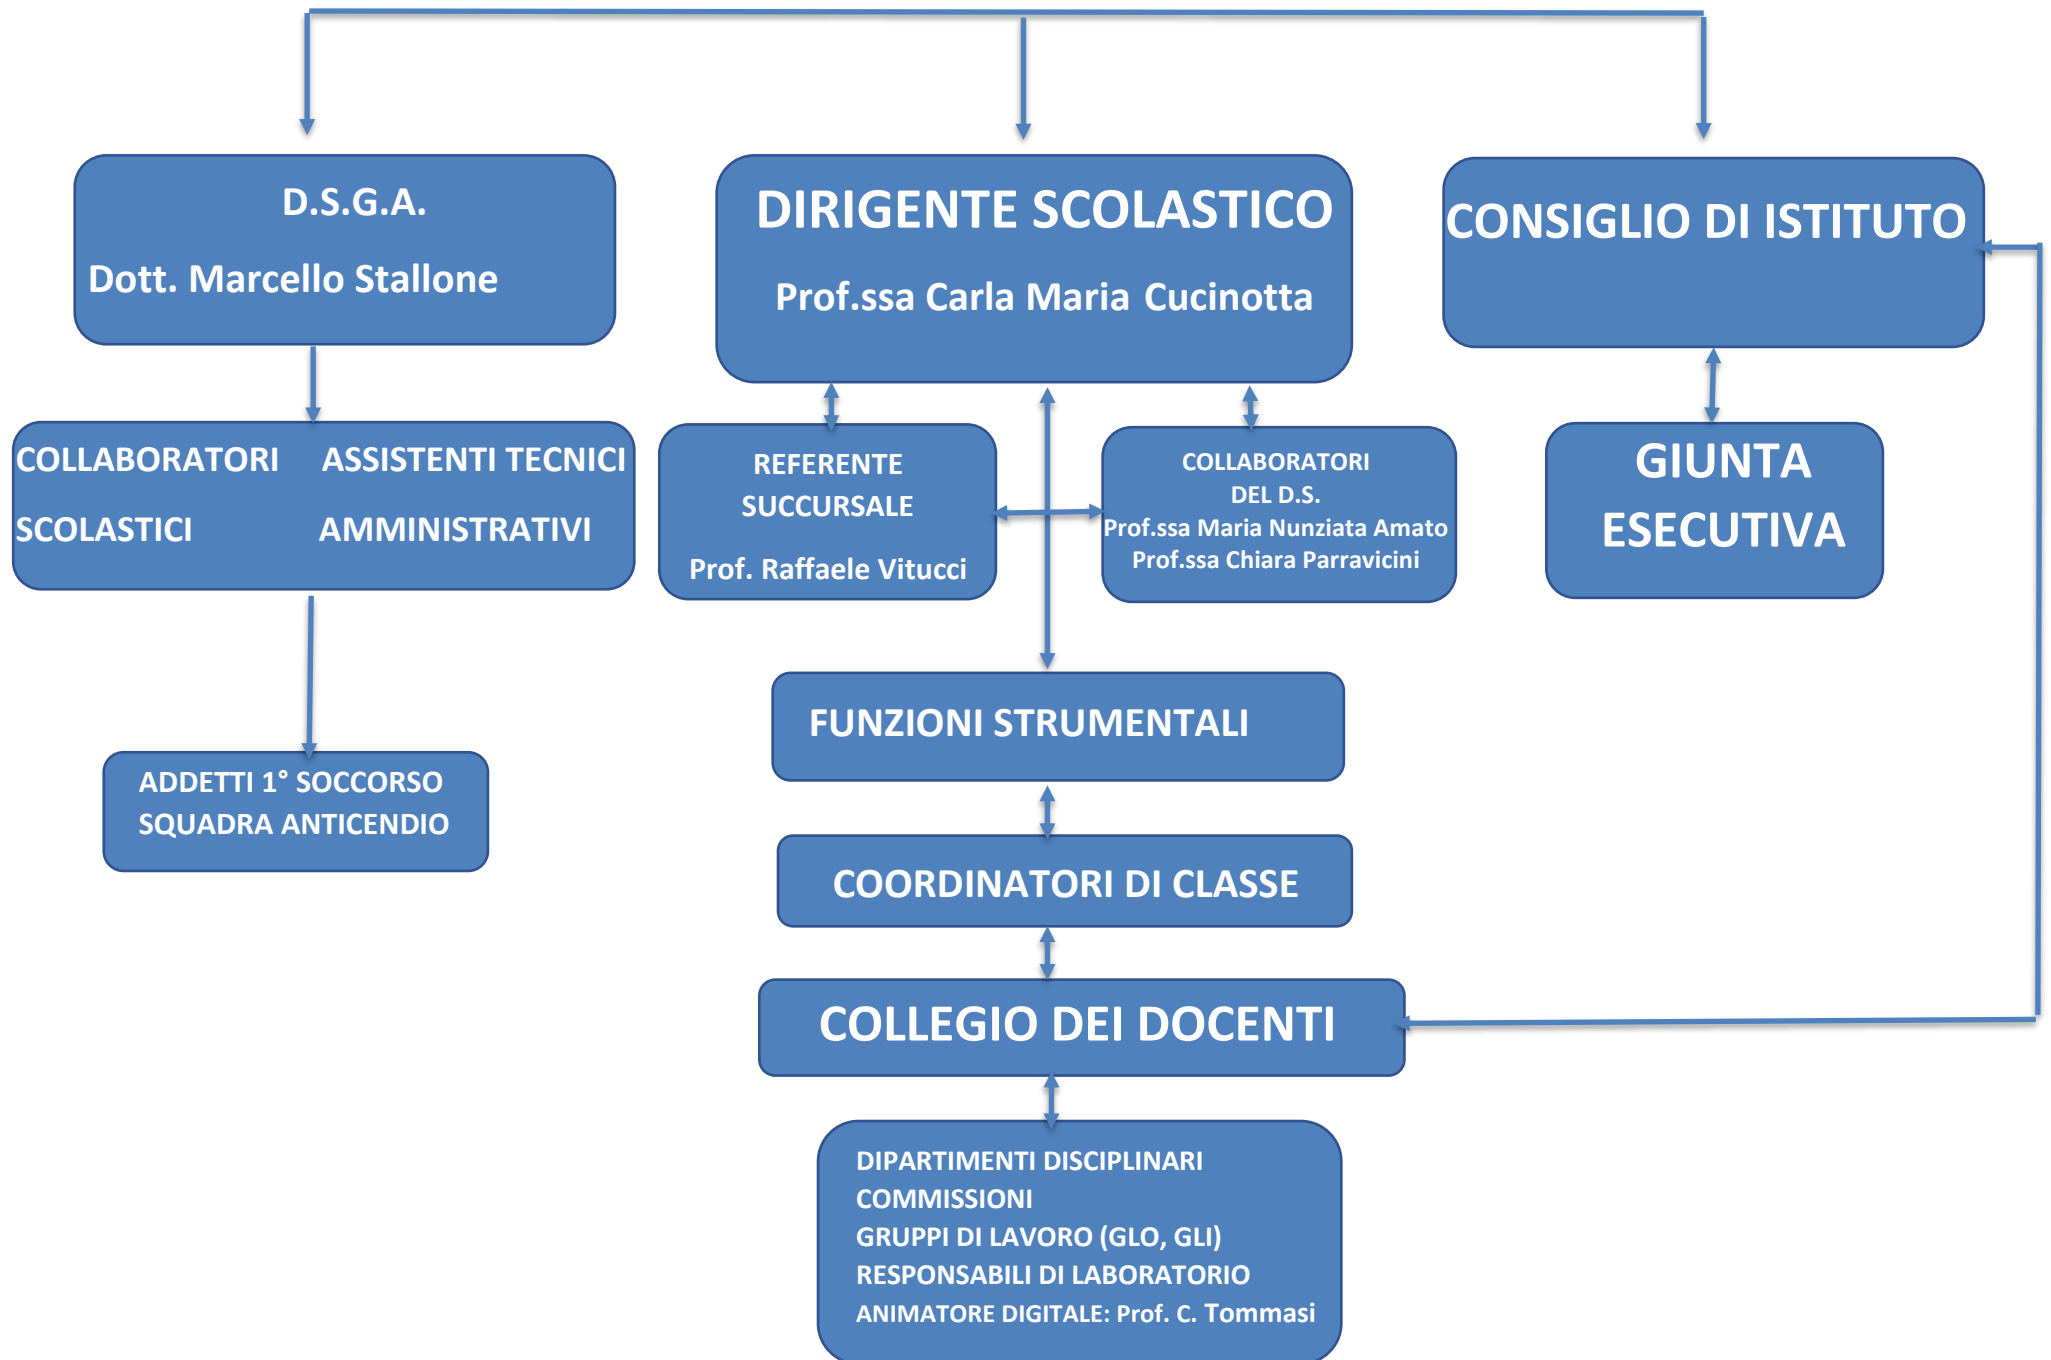 D.S.G.A.
Dott. Marcello Stallone
DIRIGENTE SCOLASTICO
Prof.ssa Carla Maria Cucinotta
CONSIGLIO DI ISTITUTO
COLLABORATORI ASSISTENTI TECNICI
SCOLASTICI AMMINISTRATIVI
REFERENTE
SUCCURSALE
Prof. Raffaele Vitucci
COLLABORATORI
DEL D.S.
Prof.ssa Maria Nunziata Amato
Prof.ssa Chiara Parravicini
GIUNTA
ESECUTIVA
FUNZIONI STRUMENTALI
ADDETTI 1° SOCCORSO
SQUADRA ANTICENDIO
COORDINATORI DI CLASSE
COLLEGIO DEI DOCENTI
DIPARTIMENTI DISCIPLINARI
COMMISSIONI
GRUPPI DI LAVORO (GLO, GLI)
RESPONSABILI DI LABORATORIO
ANIMATORE DIGITALE: Prof. C. Tommasi